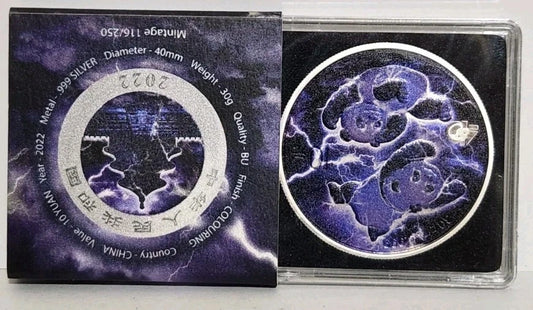 Mintage 116/250
Country - CHINA Value - 10 YUAN Year - 2022 Metal - 999 SILVER Diameter - 40mm Weight - 30g Quality - BU Finish COLOURING
中华人民共和国
2022